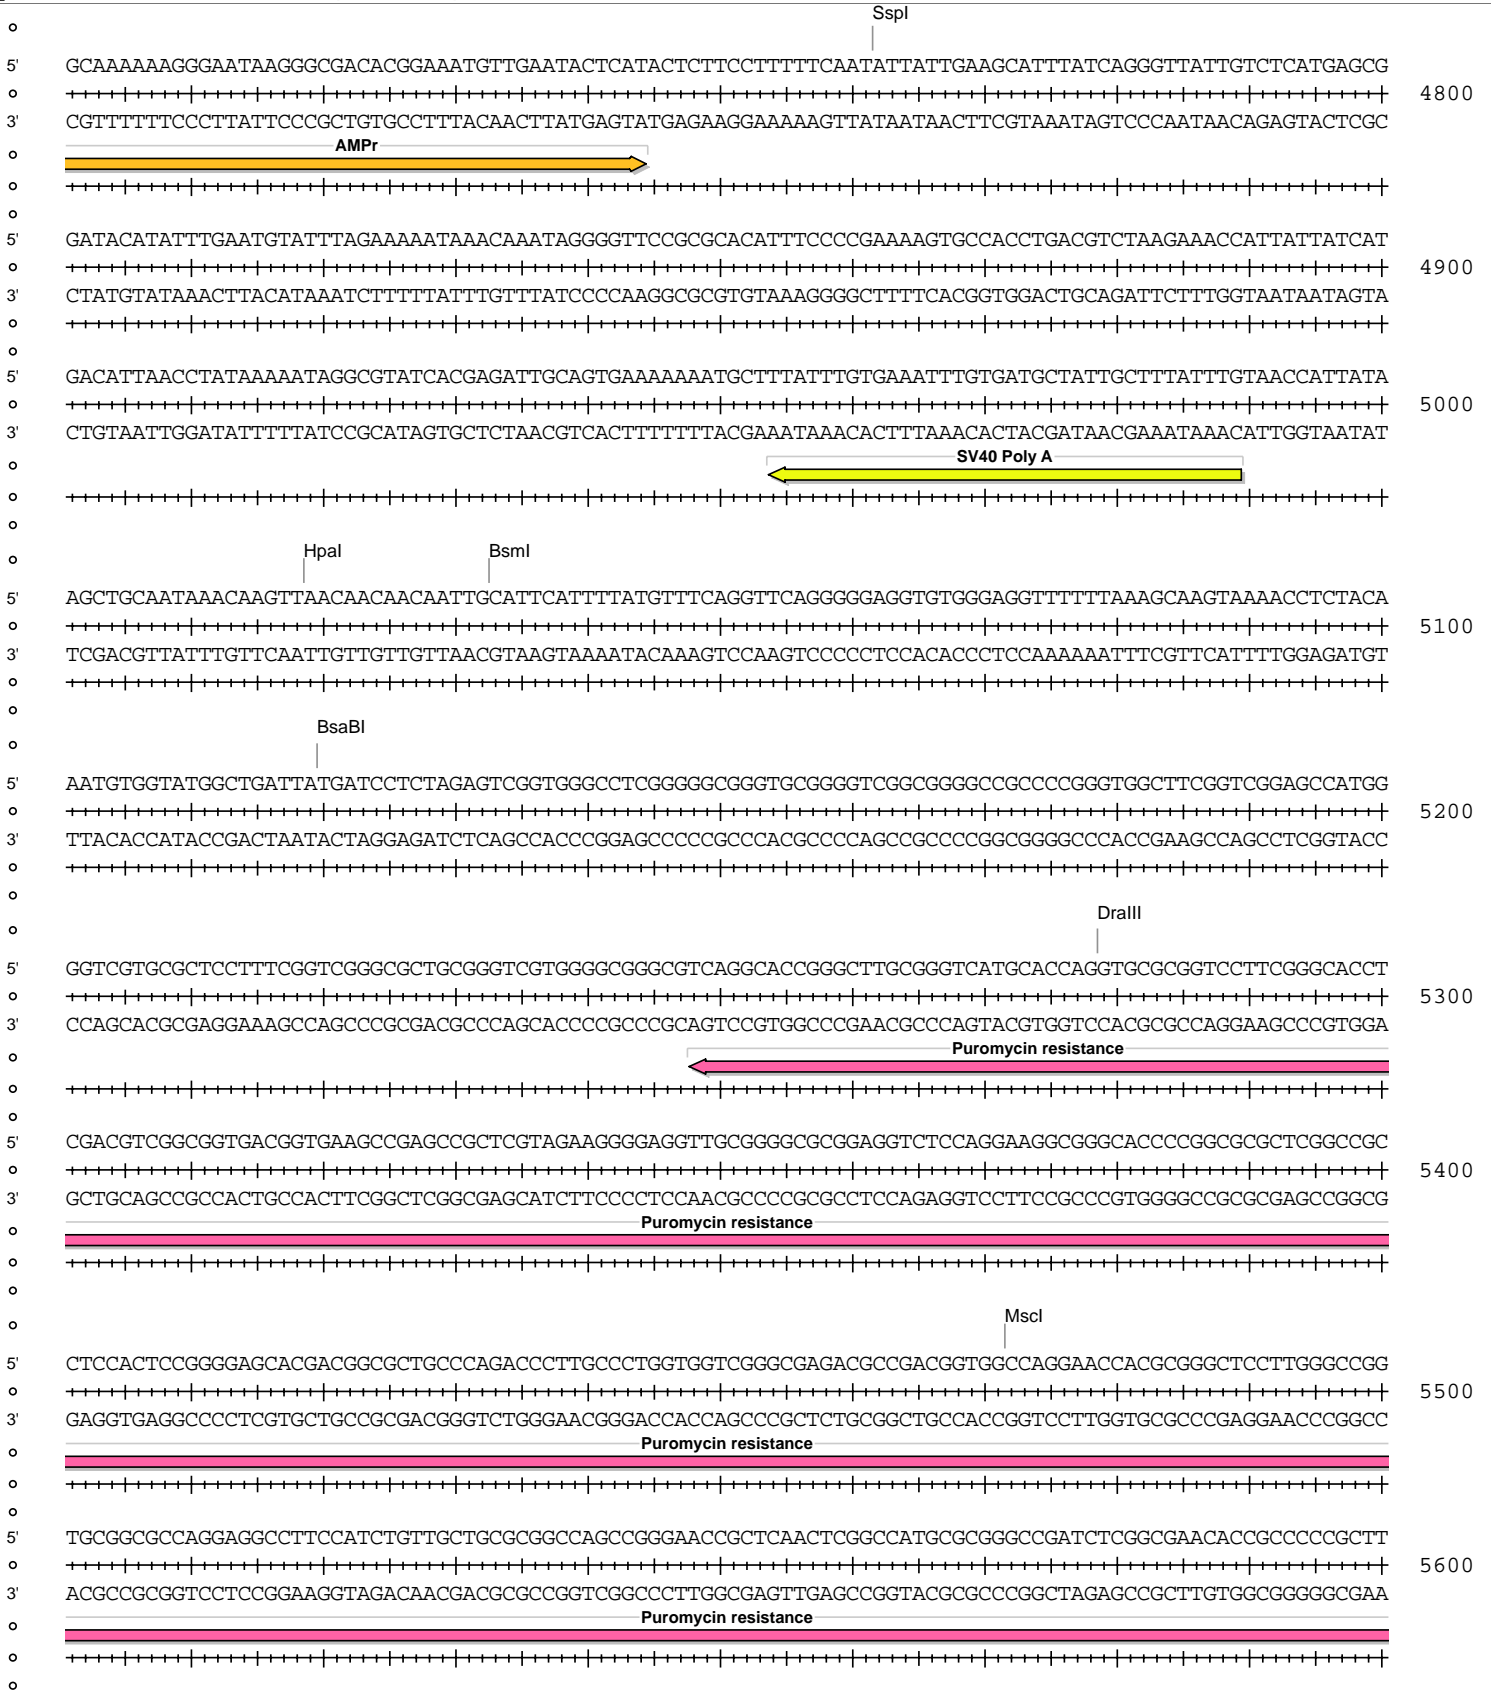 SspI
5' GCAAAAAAGGGAATAAGGGCGACACGGAAATGTTGAATACTCATACTCTTCCTTTTTCAATATTATTGAAGCATTTATCAGGGTTATTGTCTCATGAGCG
4800
3' CGTTTTTTCCCTTATTCCCGCTGTGCCTTTACAACTTATGAGTATGAGAAGGAAAAAGTTATAATAACTTCGTAAATAGTCCCAATAACAGAGTACTCGC
AMPr
5' GATACATATTTGAATGTATTTAGAAAAATAAACAAATAGGGGTTCCGCGCACATTTCCCCGAAAAGTGCCACCTGACGTCTAAGAAACCATTATTATCAT
4900
3' CTATGTATAAACTTACATAAATCTTTTTATTTGTTTATCCCCAAGGCGCGTGTAAAGGGGCTTTTCACGGTGGACTGCAGATTCTTTGGTAATAATAGTA
5' GACATTAACCTATAAAAATAGGCGTATCACGAGATTGCAGTGAAAAAAATGCTTTATTTGTGAAATTTGTGATGCTATTGCTTTATTTGTAACCATTATA
5000
3' CTGTAATTGGATATTTTTATCCGCATAGTGCTCTAACGTCACTTTTTTTACGAAATAAACACTTTAAACACTACGATAACGAAATAAACATTGGTAATAT
SV40 Poly A
HpaI BsmI
5' AGCTGCAATAAACAAGTTAACAACAACAATTGCATTCATTTTATGTTTCAGGTTCAGGGGGAGGTGTGGGAGGTTTTTTAAAGCAAGTAAAACCTCTACA
5100
3' TCGACGTTATTTGTTCAATTGTTGTTGTTAACGTAAGTAAAATACAAAGTCCAAGTCCCCCTCCACACCCTCCAAAAAATTTCGTTCATTTTGGAGATGT
BsaBI
5' AATGTGGTATGGCTGATTATGATCCTCTAGAGTCGGTGGGCCTCGGGGGCGGGTGCGGGGTCGGCGGGGCCGCCCCGGGTGGCTTCGGTCGGAGCCATGG
5200
3' TTACACCATACCGACTAATACTAGGAGATCTCAGCCACCCGGAGCCCCCGCCCACGCCCCAGCCGCCCCGGCGGGGCCCACCGAAGCCAGCCTCGGTACC
DraIII
5' GGTCGTGCGCTCCTTTCGGTCGGGCGCTGCGGGTCGTGGGGCGGGCGTCAGGCACCGGGCTTGCGGGTCATGCACCAGGTGCGCGGTCCTTCGGGCACCT
5300
3' CCAGCACGCGAGGAAAGCCAGCCCGCGACGCCCAGCACCCCGCCCGCAGTCCGTGGCCCGAACGCCCAGTACGTGGTCCACGCGCCAGGAAGCCCGTGGA
Puromycin resistance
5' CGACGTCGGCGGTGACGGTGAAGCCGAGCCGCTCGTAGAAGGGGAGGTTGCGGGGCGCGGAGGTCTCCAGGAAGGCGGGCACCCCGGCGCGCTCGGCCGC
5400
3' GCTGCAGCCGCCACTGCCACTTCGGCTCGGCGAGCATCTTCCCCTCCAACGCCCCGCGCCTCCAGAGGTCCTTCCGCCCGTGGGGCCGCGCGAGCCGGCG
Puromycin resistance
MscI
5' CTCCACTCCGGGGAGCACGACGGCGCTGCCCAGACCCTTGCCCTGGTGGTCGGGCGAGACGCCGACGGTGGCCAGGAACCACGCGGGCTCCTTGGGCCGG
5500
3' GAGGTGAGGCCCCTCGTGCTGCCGCGACGGGTCTGGGAACGGGACCACCAGCCCGCTCTGCGGCTGCCACCGGTCCTTGGTGCGCCCGAGGAACCCGGCC
Puromycin resistance
5' TGCGGCGCCAGGAGGCCTTCCATCTGTTGCTGCGCGGCCAGCCGGGAACCGCTCAACTCGGCCATGCGCGGGCCGATCTCGGCGAACACCGCCCCCGCTT
5600
3' ACGCCGCGGTCCTCCGGAAGGTAGACAACGACGCGCCGGTCGGCCCTTGGCGAGTTGAGCCGGTACGCGCCCGGCTAGAGCCGCTTGTGGCGGGGGCGAA
Puromycin resistance